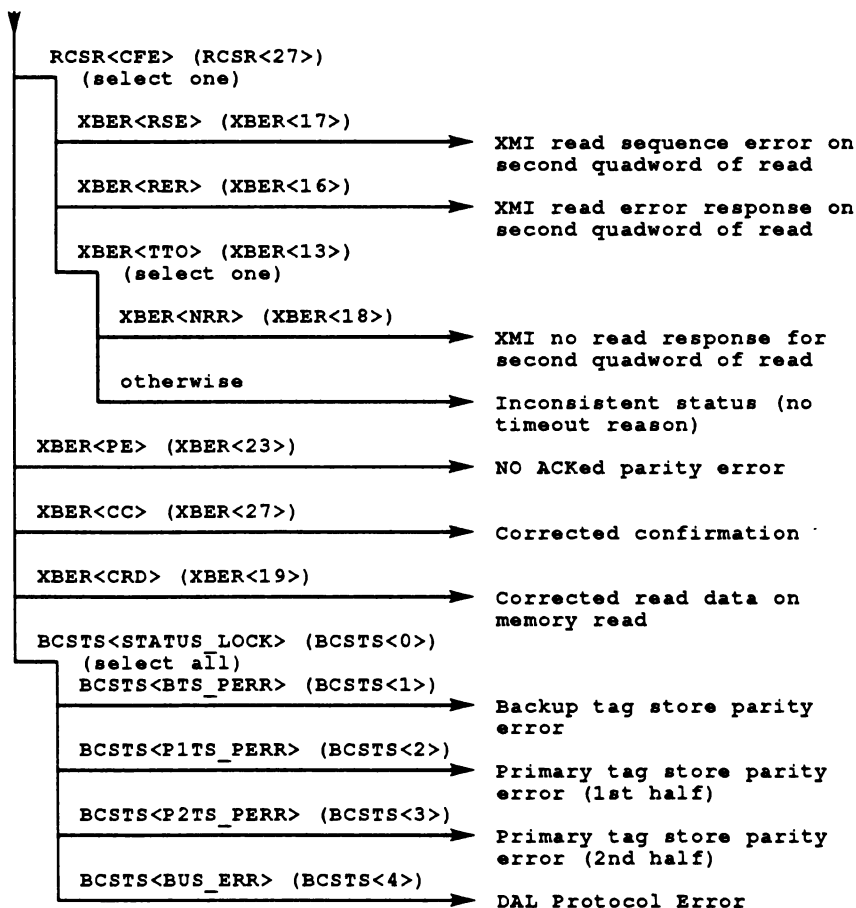 RCSR<CFE> (RCSR<27>)
(select one)
XBER<RSE> (XBER<17>)
XMI read sequence error on
second quadword of read
XBER<RER> (XBER<16>)
XMI read error response on
second quadword of read
XBER<TTO> (XBER<13>)
(select one)
XBER<NRR> (XBER<18>)
XMI no read response for
second quadword of read
otherwise
Inconsistent status (no
timeout reason)
XBER<PE> (XBER<23>)
NO ACKed parity error
XBER<CC> (XBER<27>)
Corrected confirmation
XBER<CRD> (XBER<19>)
Corrected read data on
memory read
BCSTS<STATUS_LOCK> (BCSTS<0>)
(select all)
BCSTS<BTS_PERR> (BCSTS<1>)
Backup tag store parity
error
BCSTS<P1TS_PERR> (BCSTS<2>)
Primary tag store parity
error (1st half)
BCSTS<P2TS_PERR> (BCSTS<3>)
Primary tag store parity
error (2nd half)
BCSTS<BUS_ERR> (BCSTS<4>)
DAL Protocol Error